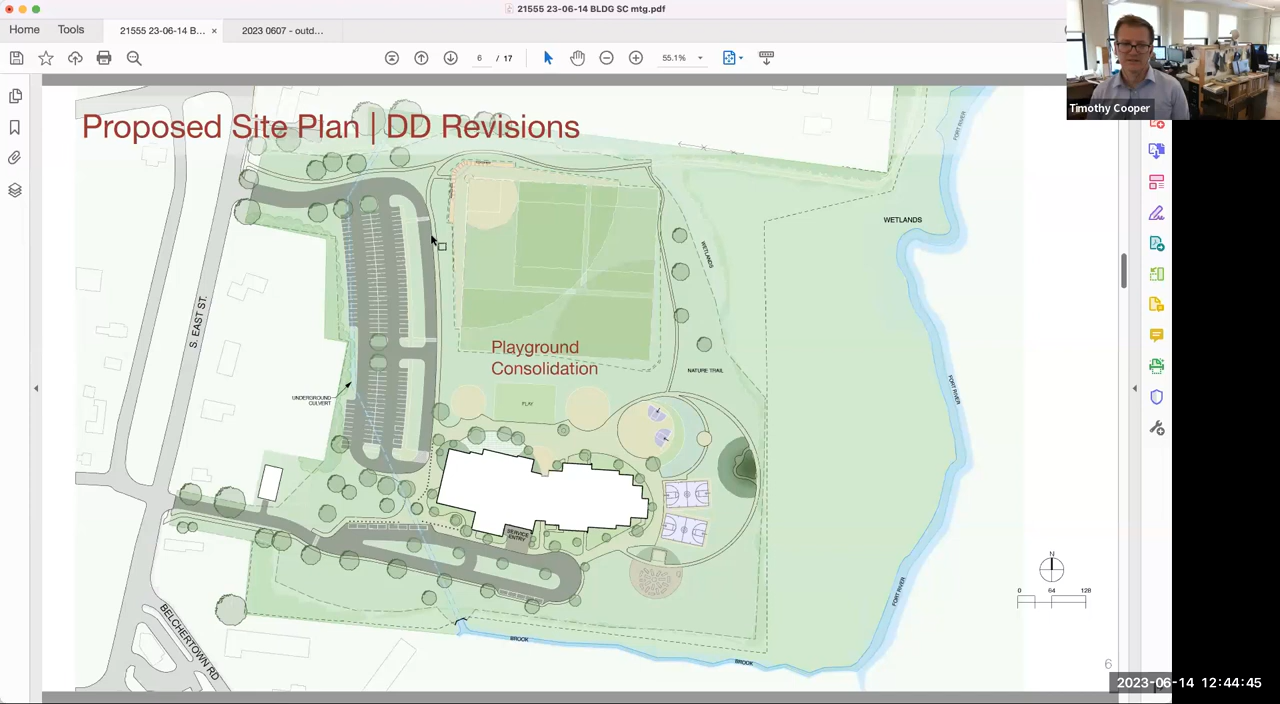 21555 23-06-14 BLDG SC mtg.pdf
Home
Tools
21555 23-06-14 B...
×
2023 0607 - outd...
6
/ 17
55.1%
Timothy Cooper
Proposed Site Plan | DD Revisions
FORT RIVER
WETLANDS
WETLANDS
S. EAST ST.
Playground
Consolidation
NATURE TRAIL
UNDERGROUND
CULVERT
PLAY
FORT RIVER
SERVICE
ENTRY
N
0 64 128
FORT RIVER
BELCHERTOWN RD
BROOK
BROOK
6
2023-06-14 12:44:45